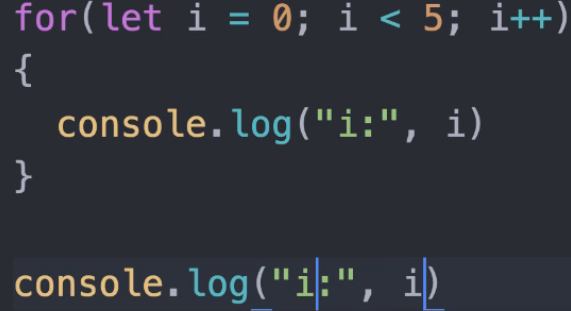 for(let i = 0; i < 5; i++)
{
console.log("i:", i)
}
console.log("i:", i)